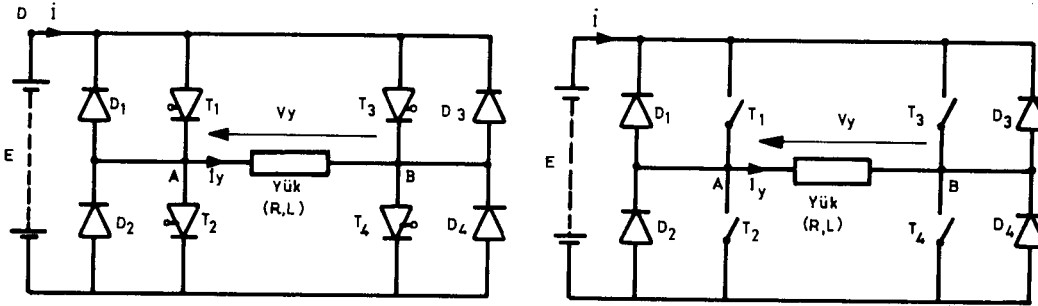 D İ
D1 T1 T3 D3
Vy
E
A Iy B
Yük
(R,L)
D2 T2 T4 D4
İ
D1 T1 T3 D3
Vy
E
A Iy B
Yük
(R,L)
D2 T2 T4 D4